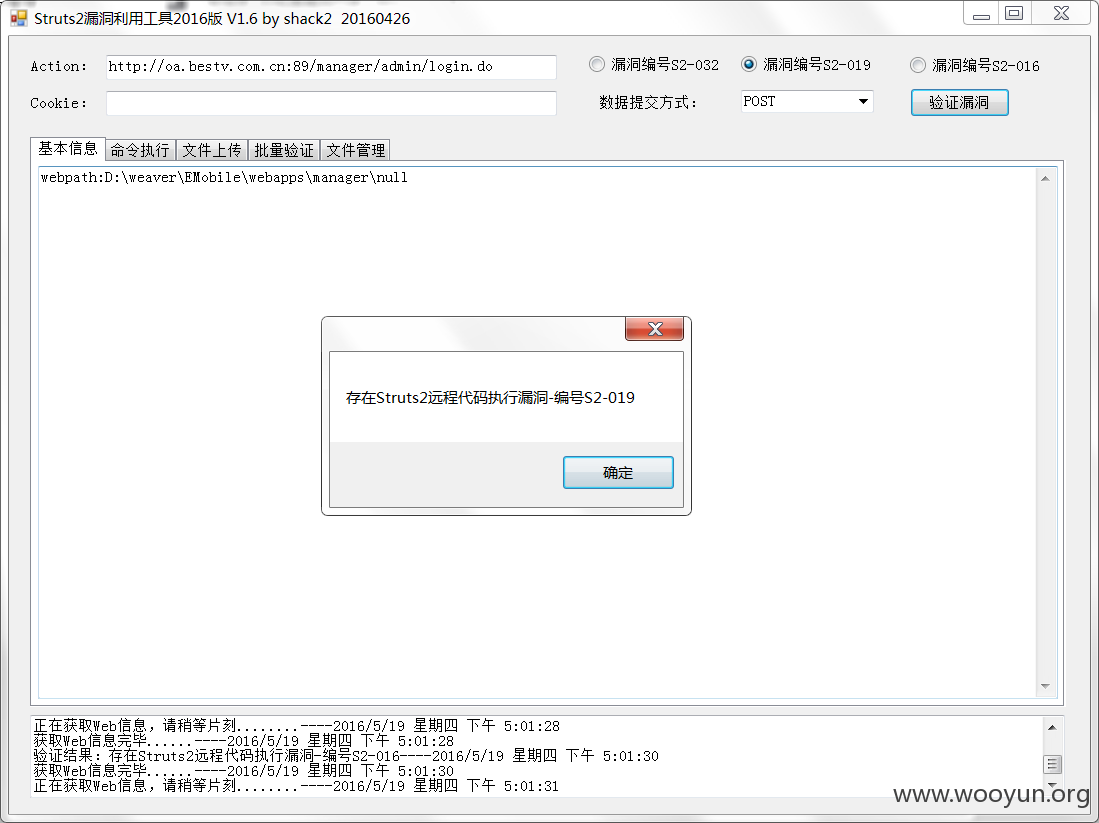 Struts2漏洞利用工具2016版 V1.6 by shack2 20160426
Action: http://oa.bestv.com.cn:89/manager/admin/login.do 漏洞编号S2-032 漏洞编号S2-019 漏洞编号S2-016
Cookie: 数据提交方式: POST 验证漏洞
基本信息 命令执行 文件上传 批量验证 文件管理
webpath:D:\weaver\EMobile\webapps\manager\null
存在Struts2远程代码执行漏洞-编号S2-019
确定
正在获取Web信息，请稍等片刻........----2016/5/19 星期四 下午 5:01:28
获取Web信息完毕......----2016/5/19 星期四 下午 5:01:28
验证结果：存在Struts2远程代码执行漏洞-编号S2-016----2016/5/19 星期四 下午 5:01:30
获取Web信息完毕......----2016/5/19 星期四 下午 5:01:30
正在获取Web信息，请稍等片刻........----2016/5/19 星期四 下午 5:01:31
www.wooyun.org